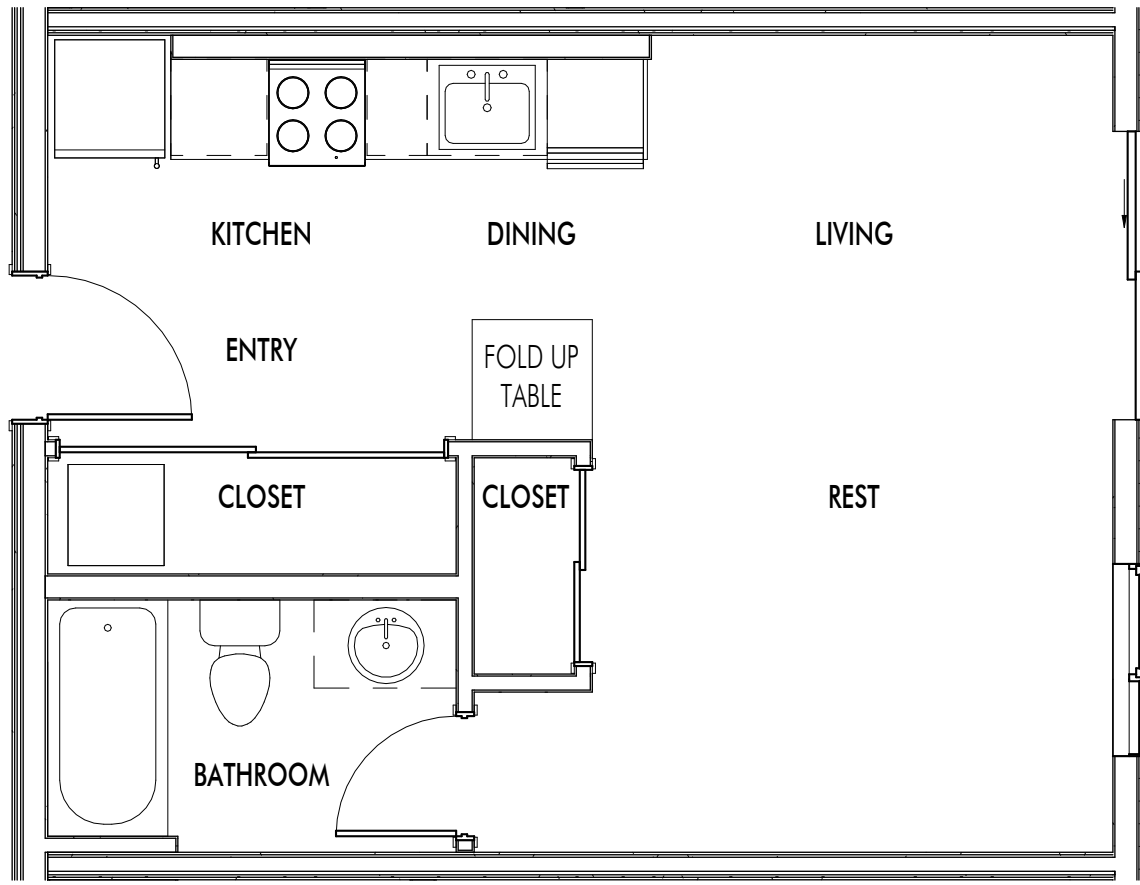 KITCHEN
DINING
LIVING
ENTRY
FOLD UP
TABLE
CLOSET
CLOSET
REST
BATHROOM